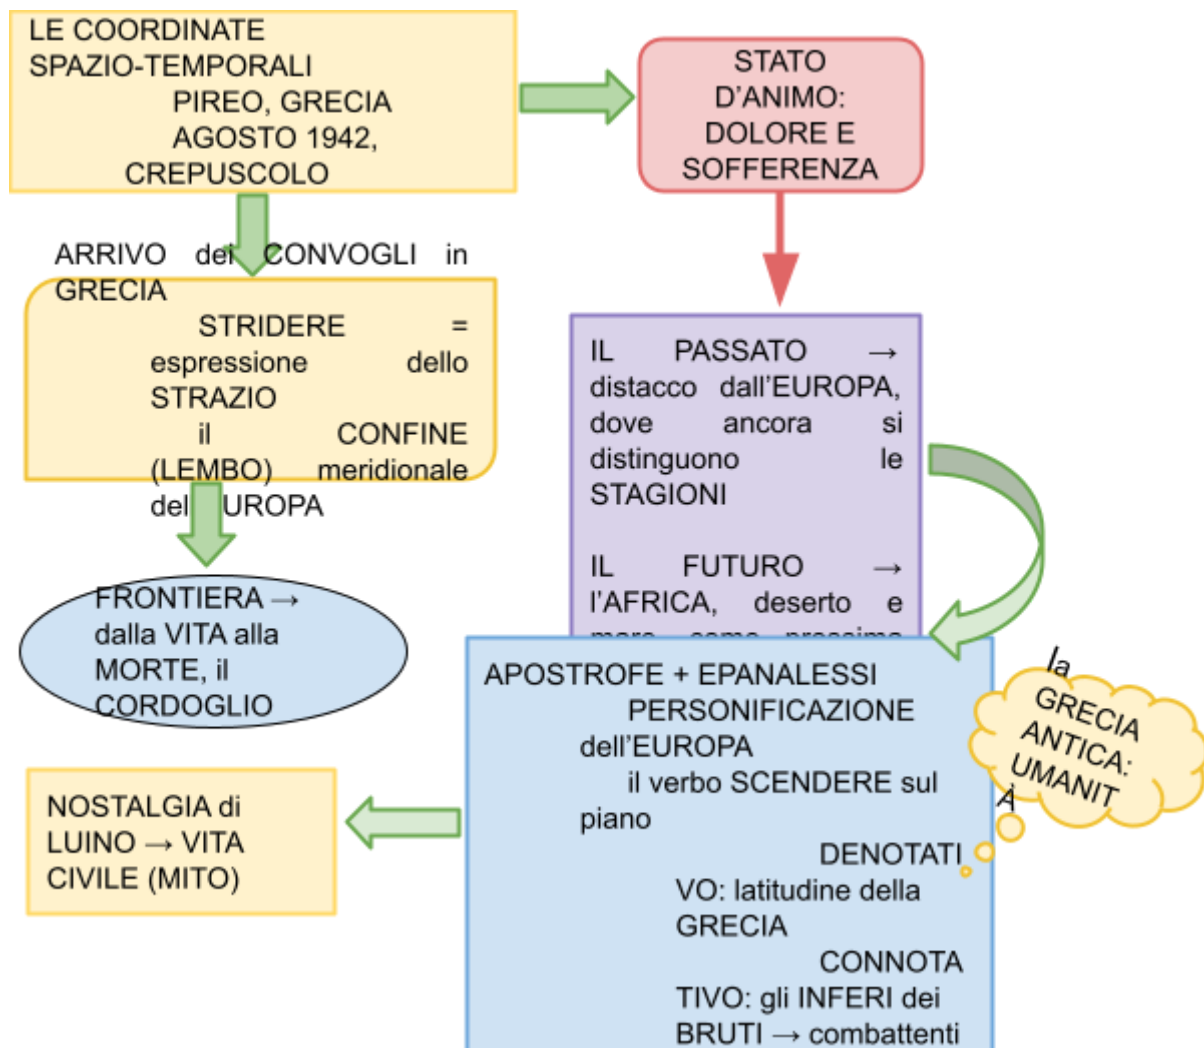 LE COORDINATE
SPAZIO-TEMPORALI
PIREO, GRECIA
AGOSTO 1942,
CREPUSCOLO
STATO
D'ANIMO:
DOLORE E
SOFFERENZA
ARRIVO dei CONVOGLI in
GRECIA
STRIDERE =
espressione dello
STRAZIO
il CONFINE
(LEMBO) meridionale
dell'EUROPA
FRONTIERA →
dalla VITA alla
MORTE, il
CORDOGLIO
IL PASSATO →
distacco dall'EUROPA,
dove ancora si
distinguono le
STAGIONI
IL FUTURO →
l'AFRICA, deserto e
mare come prossima
APOSTROFE + EPANALESSI
PERSONIFICAZIONE
dell'EUROPA
il verbo SCENDERE sul
piano
DENOTATI
VO: latitudine della
GRECIA
CONNOTA
TIVO: gli INFERI dei
BRUTI → combattenti
la
GRECIA
ANTICA:
UMANIT
À
NOSTALGIA di
LUINO → VITA
CIVILE (MITO)